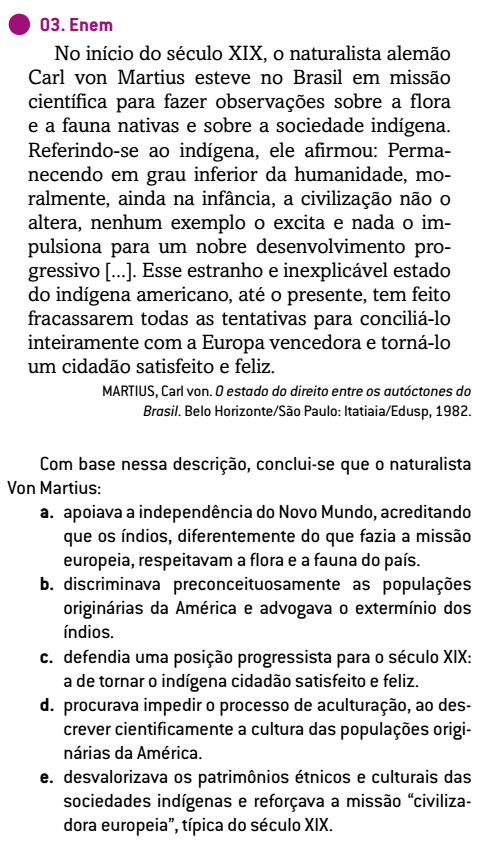 03. Enem
No início do século XIX, o naturalista alemão
Carl von Martius esteve no Brasil em missão
científica para fazer observações sobre a flora
e a fauna nativas e sobre a sociedade indígena.
Referindo-se ao indígena, ele afirmou: Perma-
necendo em grau inferior da humanidade, mo-
ralmente, ainda na infância, a civilização não o
altera, nenhum exemplo o excita e nada o im-
pulsiona para um nobre desenvolvimento pro-
gressivo [...]. Esse estranho e inexplicável estado
do indígena americano, até o presente, tem feito
fracassarem todas as tentativas para conciliá-lo
inteiramente com a Europa vencedora e torná-lo
um cidadão satisfeito e feliz.
MARTIUS, Carl von. O estado do direito entre os autóctones do
Brasil. Belo Horizonte/São Paulo: Itatiaia/Edusp, 1982.
Com base nessa descrição, conclui-se que o naturalista
Von Martius:
a. apoiava a independência do Novo Mundo, acreditando
que os índios, diferentemente do que fazia a missão
europeia, respeitavam a flora e a fauna do país.
b. discriminava preconceituosamente as populações
originárias da América e advogava o extermínio dos
índios.
c. defendia uma posição progressista para o século XIX:
a de tornar o indígena cidadão satisfeito e feliz.
d. procurava impedir o processo de aculturação, ao des-
crever cientificamente a cultura das populações origi-
nárias da América.
e. desvalorizava os patrimônios étnicos e culturais das
sociedades indígenas e reforçava a missão “civiliza-
dora europeia”, típica do século XIX.